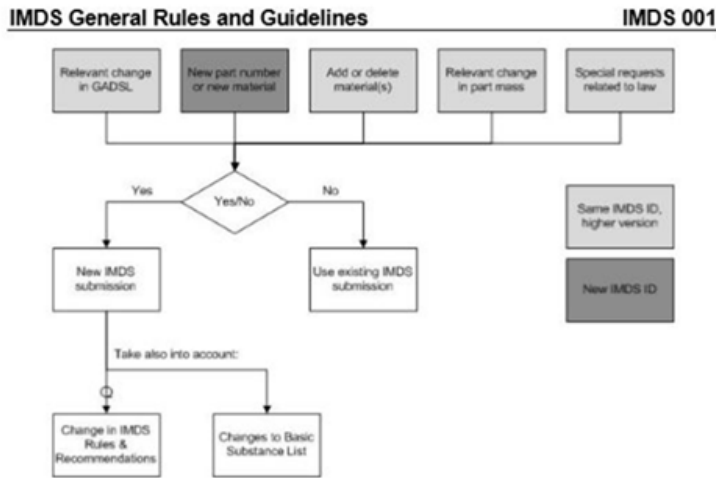 IMDS General Rules and Guidelines
IMDS 001
Relevant change
in GADSL
New part number
or new material
Add or delete
material(s)
Relevant change
in part mass
Special requests
related to law
Yes
Yes/No
No
Same IMDS ID,
higher version
New IMDS
submission
Use existing IMDS
submission
New IMDS ID
Take also into account:
Change in IMDS
Rules &
Recommendations
Changes to Basic
Substance List